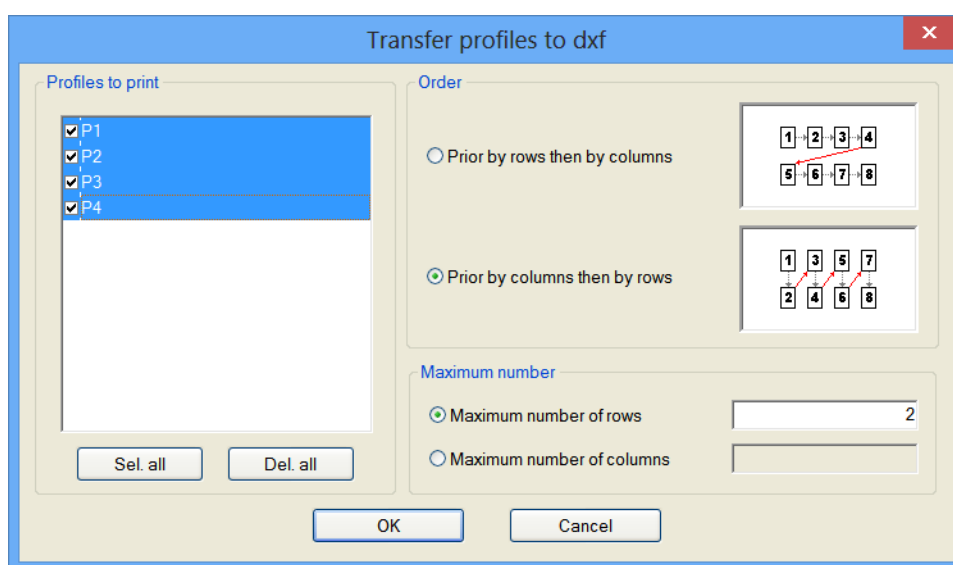 Transfer profiles to dxf
Profiles to print
P1
P2
P3
P4
Sel. all
Del. all
Order
Prior by rows then by columns
1 2 3 4
5 6 7 8
Prior by columns then by rows
1 3 5 7
2 4 6 8
Maximum number
Maximum number of rows
2
Maximum number of columns
OK
Cancel